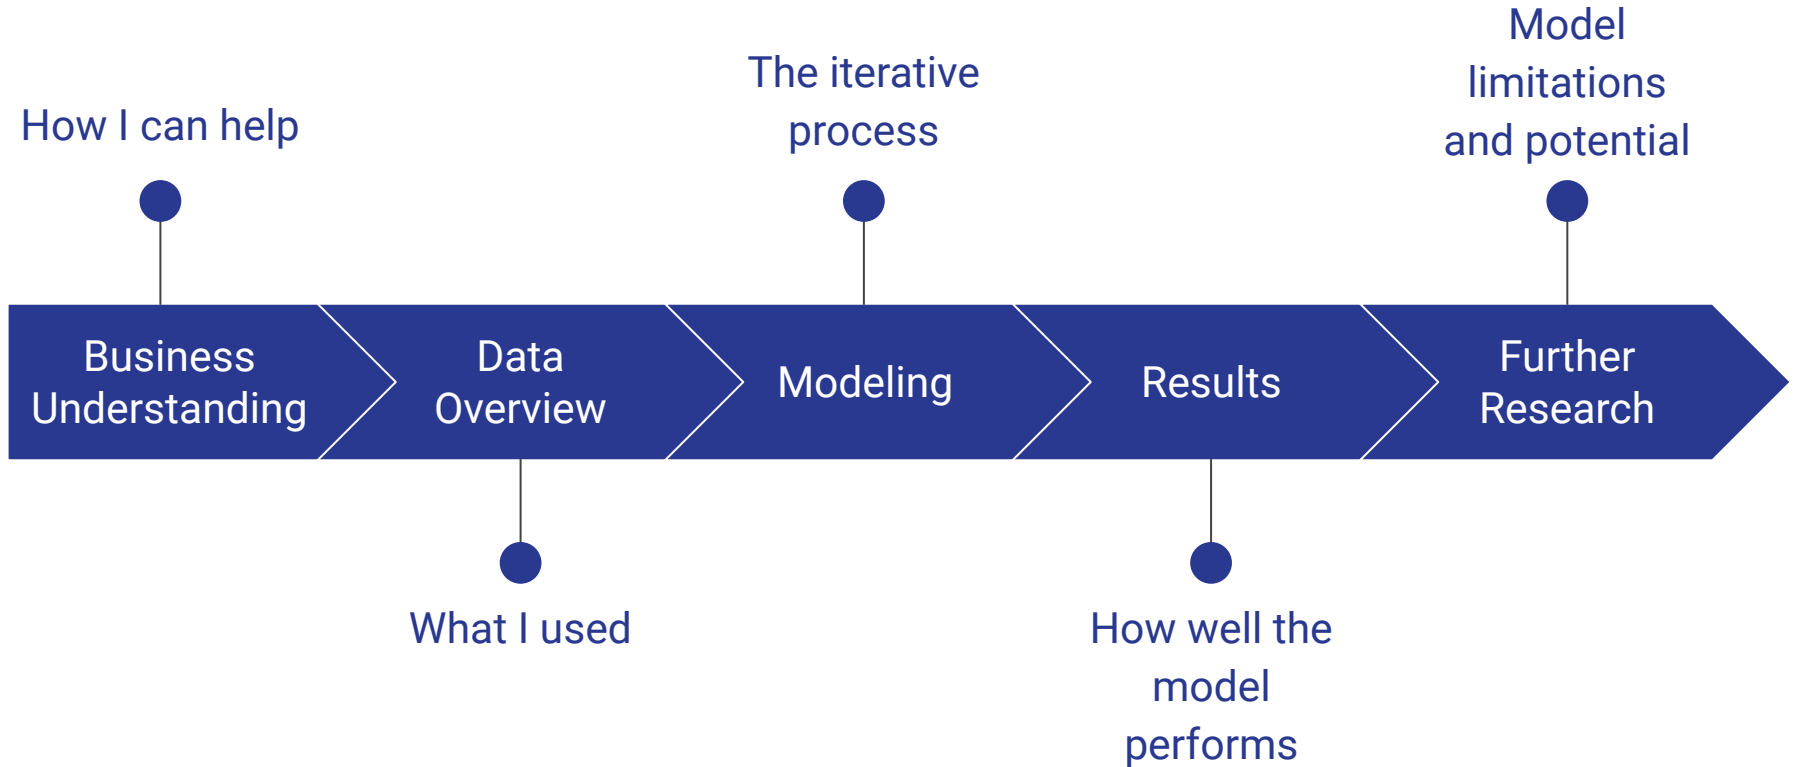 How I can help
The iterative
process
Model
limitations
and potential
Business
Understanding
Data
Overview
Modeling
Results
Further
Research
What I used
How well the
model
performs